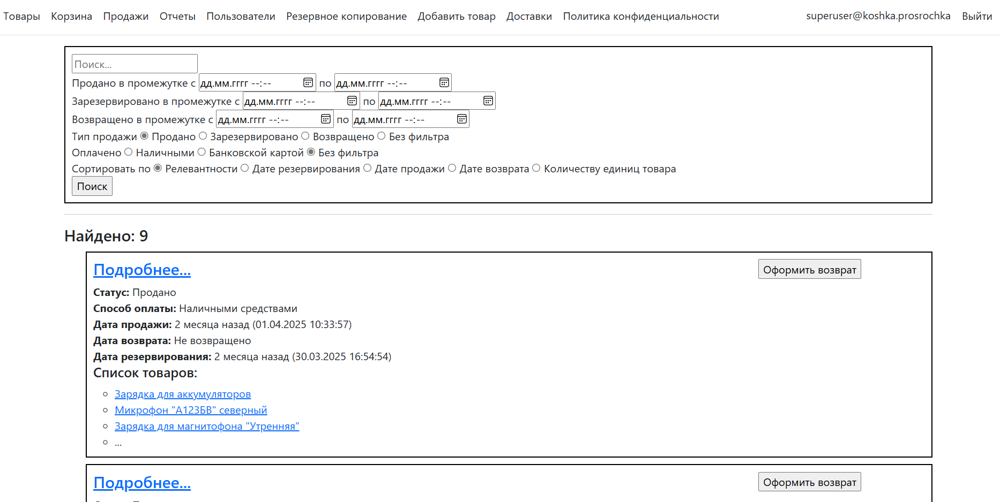 Товары Корзина Продажи Отчеты Пользователи Резервное копирование Добавить товар Доставки Политика конфиденциальности superuser@koshka.prosrochka Выйти
Поиск...
Продано в промежутке с дд.мм.гггг --:-- по дд.мм.гггг --:--
Зарезервировано в промежутке с дд.мм.гггг --:-- по дд.мм.гггг --:--
Возвращено в промежутке с дд.мм.гггг --:-- по дд.мм.гггг --:--
Тип продажи Продано Зарезервировано Возвращено Без фильтра
Оплачено Наличными Банковской картой Без фильтра
Сортировать по Релевантности Дате резервирования Дате продажи Дате возврата Количеству единиц товара
Поиск
Найдено: 9
Подробнее... Оформить возврат
Статус: Продано
Способ оплаты: Наличными средствами
Дата продажи: 2 месяца назад (01.04.2025 10:33:57)
Дата возврата: Не возвращено
Дата резервирования: 2 месяца назад (30.03.2025 16:54:54)
Список товаров:
Зарядка для аккумуляторов
Микрофон "А123БВ" северный
Зарядка для магнитофона "Утренняя"
...
Подробнее... Оформить возврат